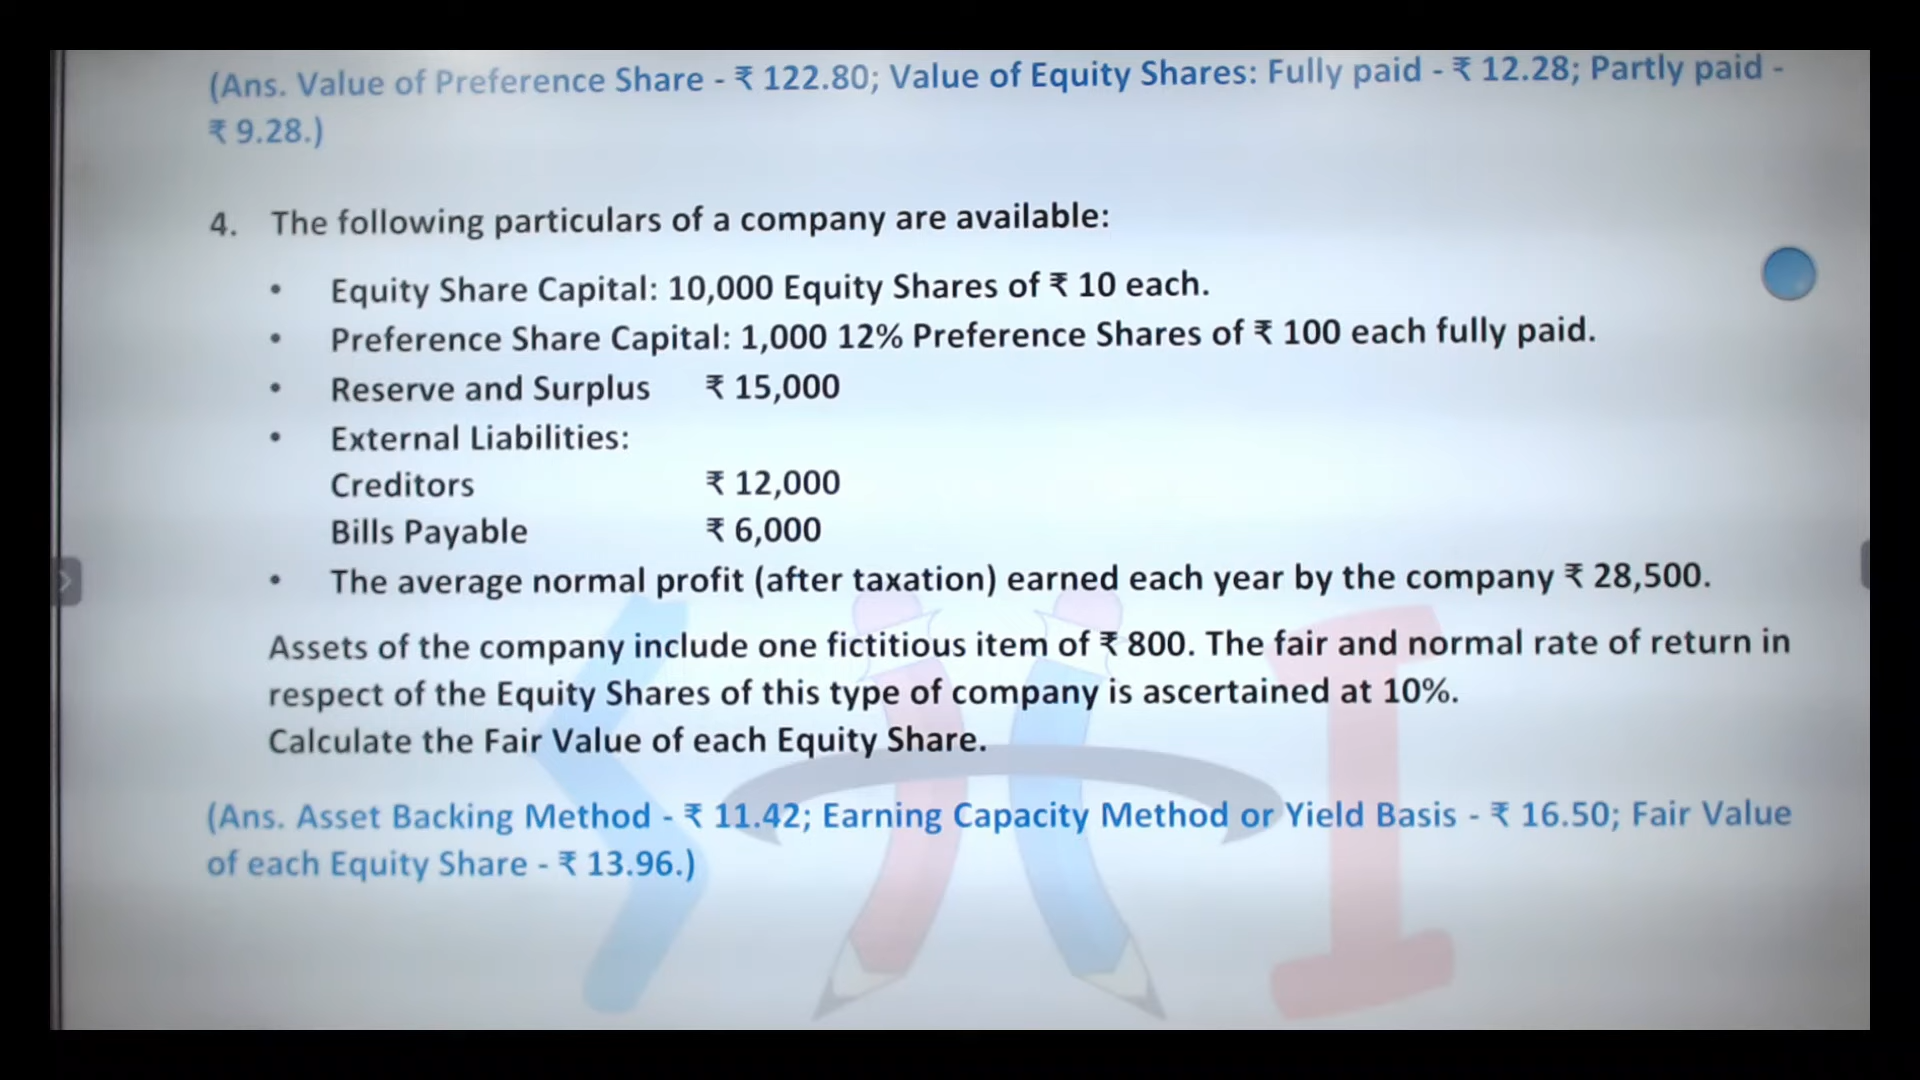 (Ans. Value of Preference Share - ₹ 122.80; Value of Equity Shares: Fully paid - ₹ 12.28; Partly paid -
₹ 9.28.)
4. The following particulars of a company are available:
• Equity Share Capital: 10,000 Equity Shares of ₹ 10 each.
• Preference Share Capital: 1,000 12% Preference Shares of ₹ 100 each fully paid.
• Reserve and Surplus ₹ 15,000
• External Liabilities:
Creditors ₹ 12,000
Bills Payable ₹ 6,000
• The average normal profit (after taxation) earned each year by the company ₹ 28,500.
Assets of the company include one fictitious item of ₹ 800. The fair and normal rate of return in
respect of the Equity Shares of this type of company is ascertained at 10%.
Calculate the Fair Value of each Equity Share.
(Ans. Asset Backing Method - ₹ 11.42; Earning Capacity Method or Yield Basis - ₹ 16.50; Fair Value
of each Equity Share - ₹ 13.96.)